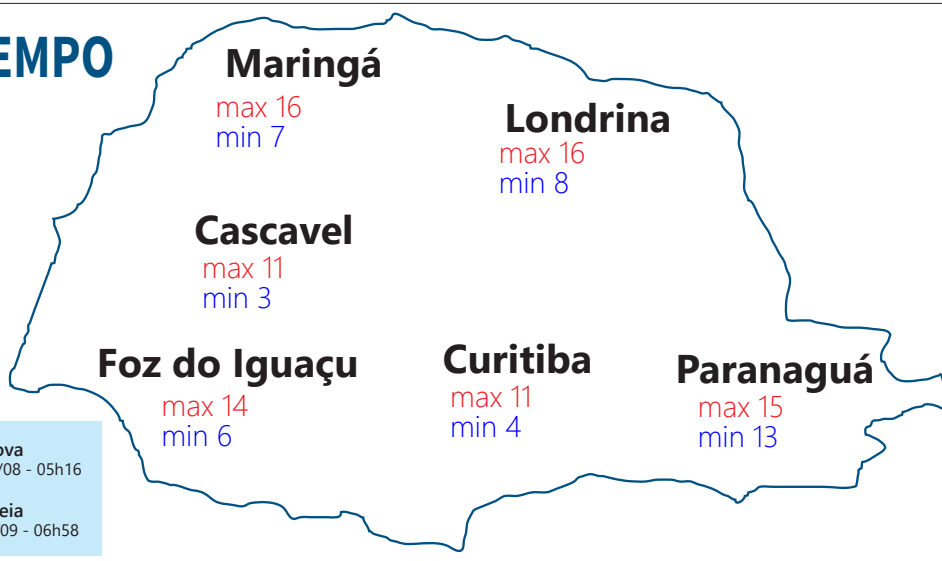 EMPO
Maringá
max 16
min 7
Londrina
max 16
min 8
Cascavel
max 11
min 3
Foz do Iguaçu
max 14
min 6
Curitiba
max 11
min 4
Paranaguá
max 15
min 13
ova
/08 - 05h16
eia
/09 - 06h58